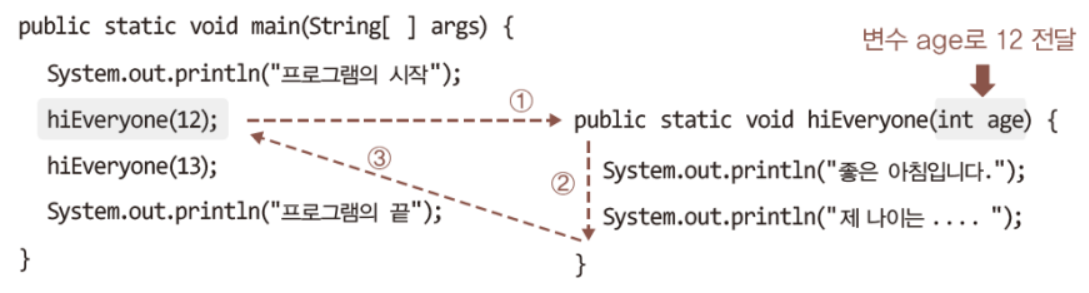 public static void main(String[ ] args) {
변수 age로 12 전달
System.out.println("프로그램의 시작");
hiEveryone(12);
①
public static void hiEveryone(int age) {
hiEveryone(13);
③
②
System.out.println("좋은 아침입니다.");
System.out.println("프로그램의 끝");
System.out.println("제 나이는 .... ");
}
}